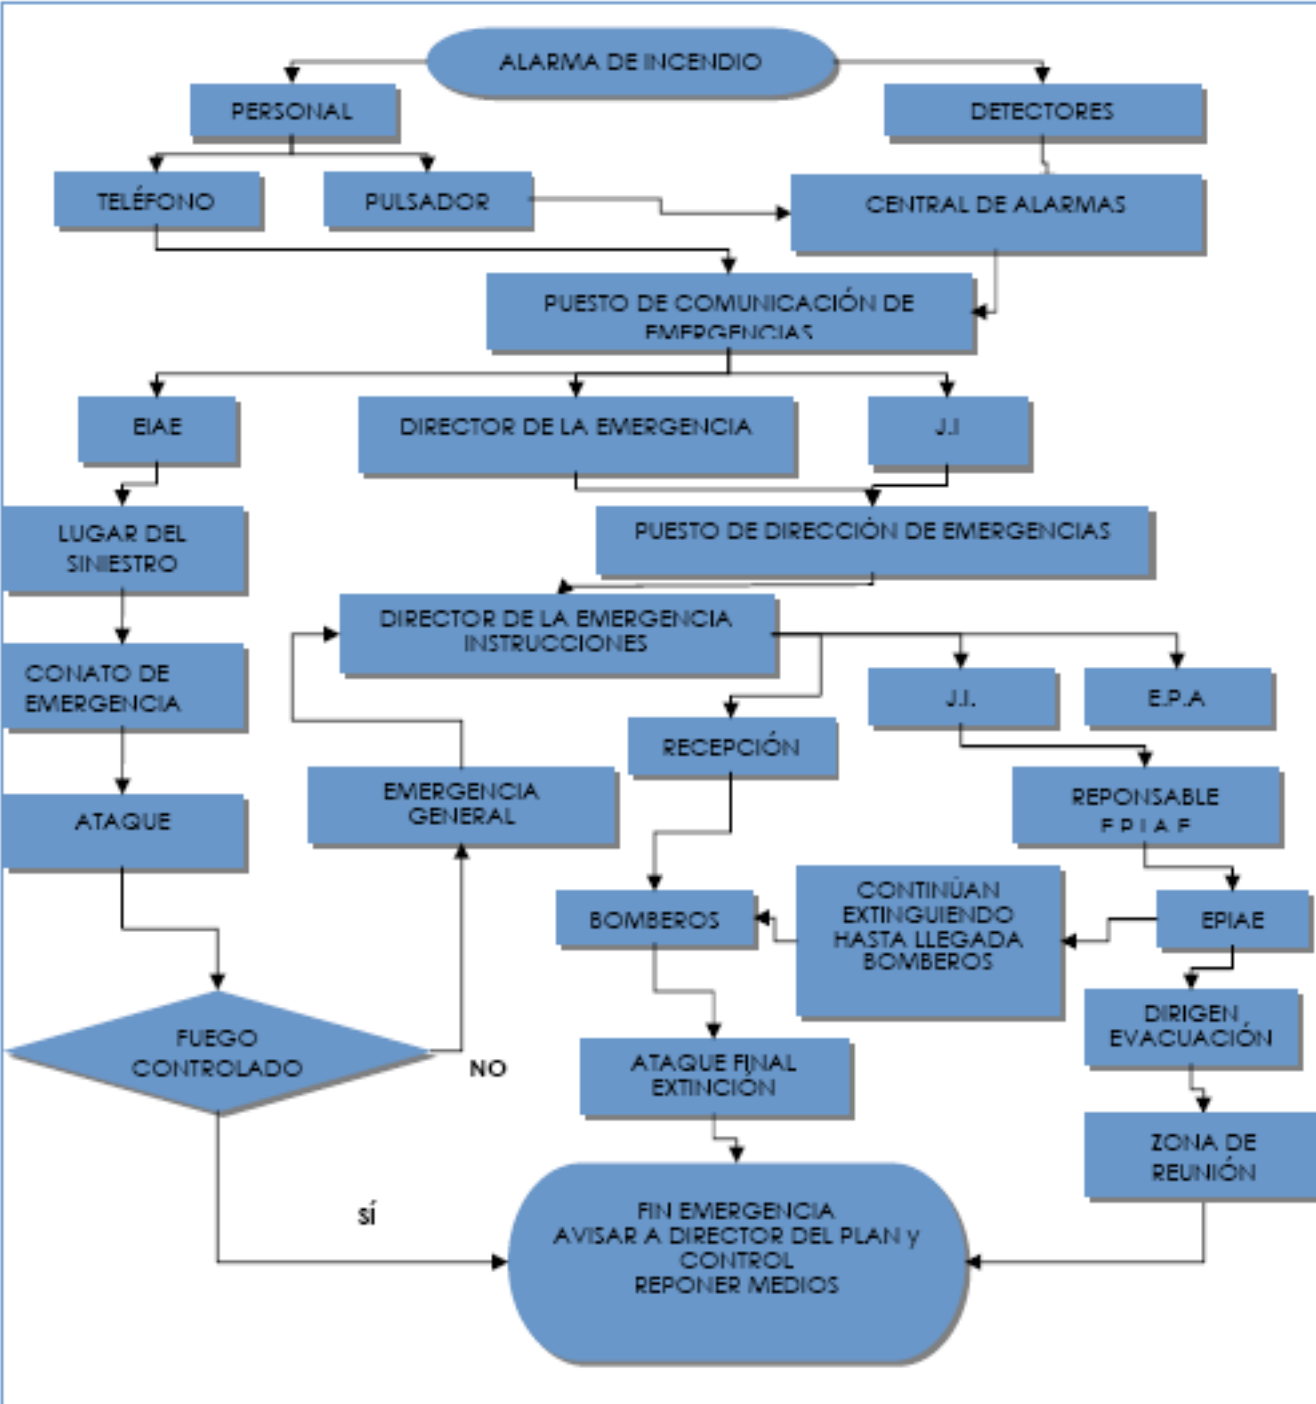 ALARMA DE INCENDIO
PERSONAL
DETECTORES
TELÉFONO
PULSADOR
CENTRAL DE ALARMAS
PUESTO DE COMUNICACIÓN DE
EMERGENCIAS
EIAE
DIRECTOR DE LA EMERGENCIA
J.I
LUGAR DEL
SINIESTRO
PUESTO DE DIRECCIÓN DE EMERGENCIAS
DIRECTOR DE LA EMERGENCIA
INSTRUCCIONES
CONATO DE
EMERGENCIA
J.I.
E.P.A
RECEPCIÓN
EMERGENCIA
GENERAL
REPONSABLE
ATAQUE
CONTINÚAN
EXTINGUIENDO
HASTA LLEGADA
BOMBEROS
BOMBEROS
EPIAE
DIRIGEN
EVACUACIÓN
FUEGO
CONTROLADO
NO
ATAQUE FINAL
EXTINCIÓN
ZONA DE
REUNIÓN
SÍ
FIN EMERGENCIA
AVISAR A DIRECTOR DEL PLAN y
CONTROL
REPONER MEDIOS